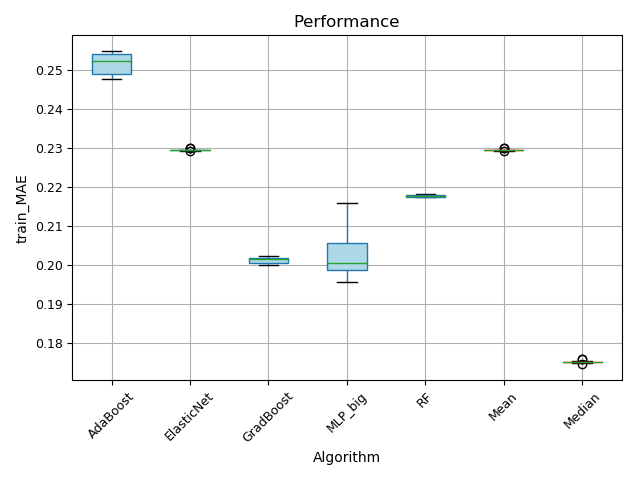 Performance
0.25
0.24
0.23
0.22
0.21
0.20
0.19
0.18
train_MAE
AdaBoost
ElasticNet
GradBoost
MLP_big
RF
Mean
Median
Algorithm